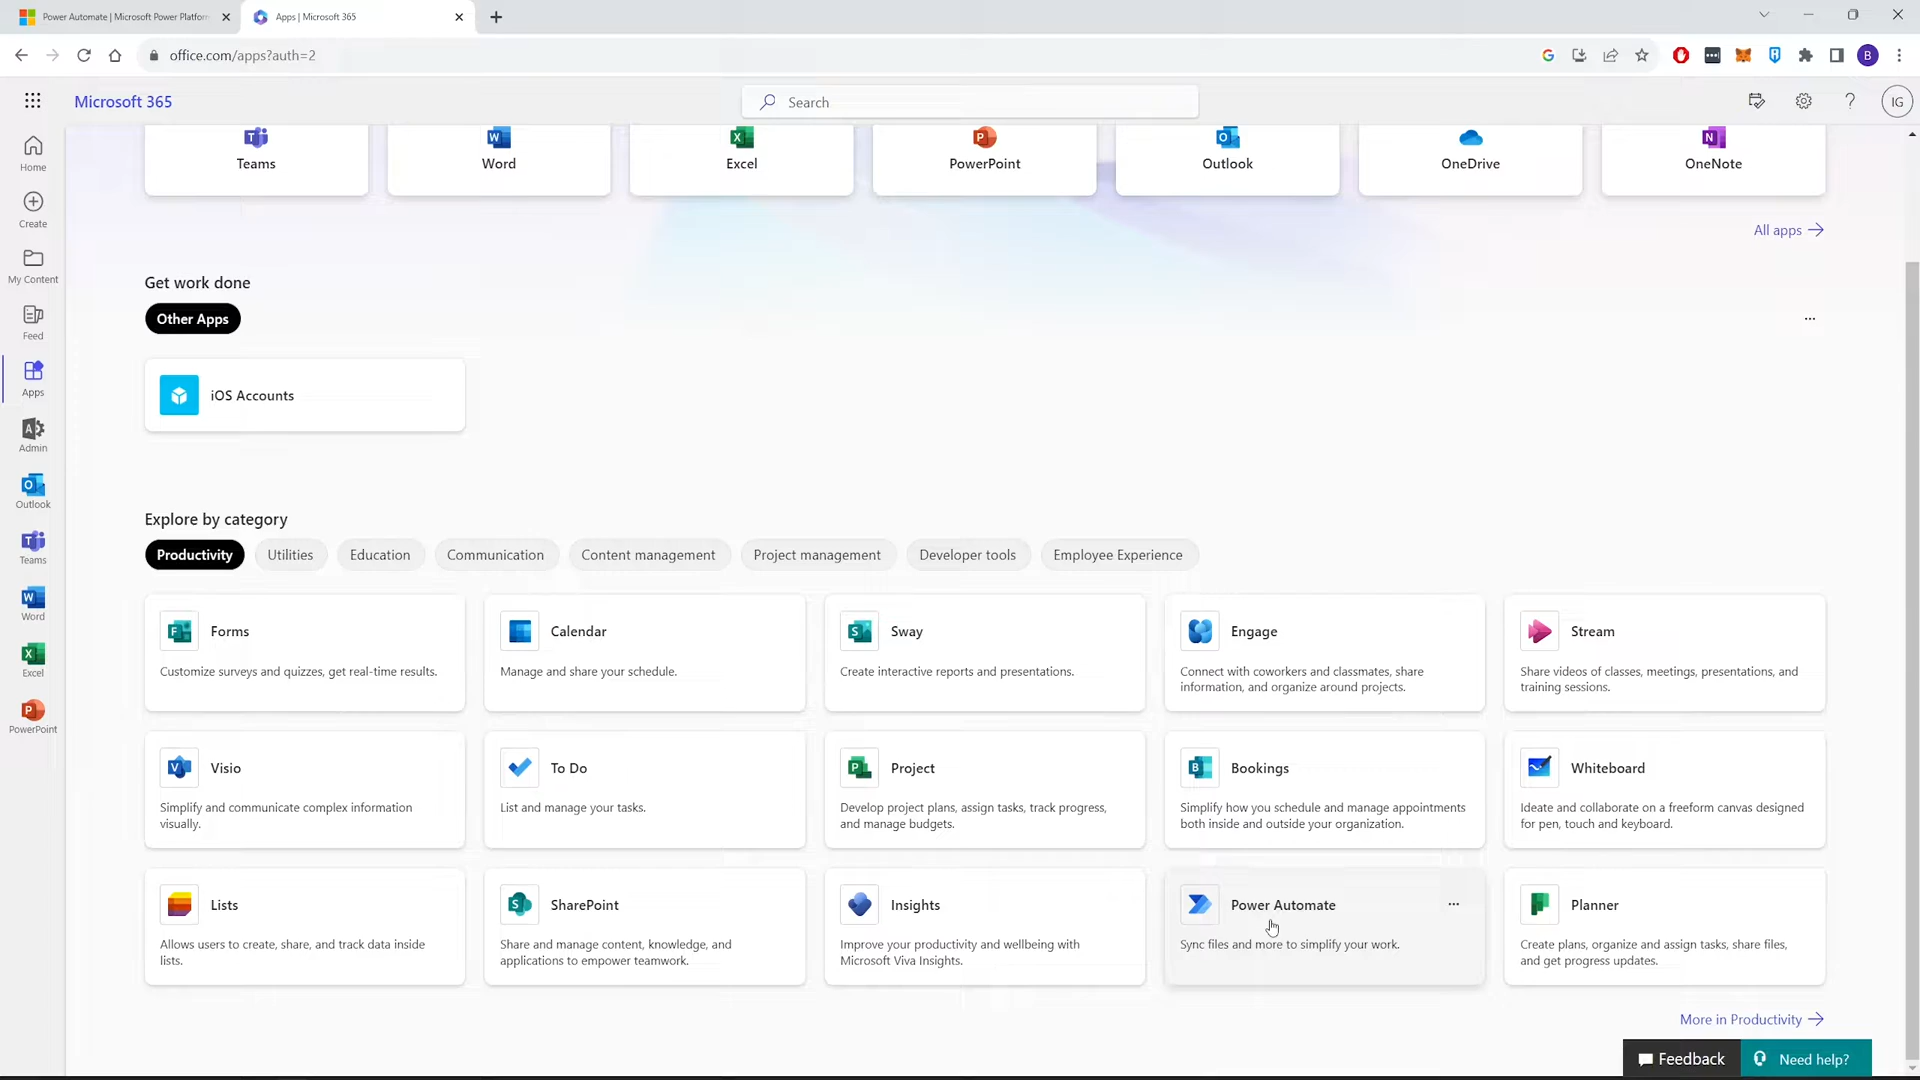 Power Automate | Microsoft Power Platfor
Apps | Microsoft 365
office.com/apps?auth=2
B
Microsoft 365
Search
IG
Home
Create
My Content
Feed
Apps
Admin
Outlook
Teams
Word
Excel
PowerPoint
Teams
Word
Excel
PowerPoint
Outlook
OneDrive
OneNote
All apps
Get work done
Other Apps
iOS Accounts
Explore by category
Productivity
Utilities
Education
Communication
Content management
Project management
Developer tools
Employee Experience
Forms
Customize surveys and quizzes, get real-time results.
Calendar
Manage and share your schedule.
Sway
Create interactive reports and presentations.
Engage
Connect with coworkers and classmates, share
information, and organize around projects.
Stream
Share videos of classes, meetings, presentations, and
training sessions.
Visio
Simplify and communicate complex information
visually.
To Do
List and manage your tasks.
Project
Develop project plans, assign tasks, track progress,
and manage budgets.
Bookings
Simplify how you schedule and manage appointments
both inside and outside your organization.
Whiteboard
Ideate and collaborate on a freeform canvas designed
for pen, touch and keyboard.
Lists
Allows users to create, share, and track data inside
lists.
SharePoint
Share and manage content, knowledge, and
applications to empower teamwork.
Insights
Improve your productivity and wellbeing with
Microsoft Viva Insights.
Power Automate
Sync files and more to simplify your work.
Planner
Create plans, organize and assign tasks, share files,
and get progress updates.
More in Productivity
Feedback
Need help?